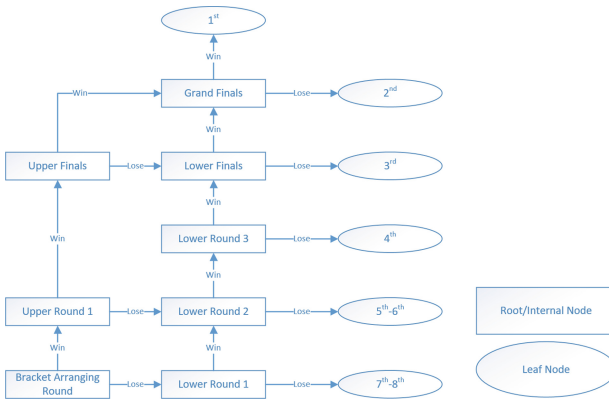 1st
Win
Win
Grand Finals
Lose
2nd
Win
Upper Finals
Lose
Lower Finals
Lose
3rd
Win
Win
Lower Round 3
Lose
4th
Win
Upper Round 1
Lose
Lower Round 2
Lose
5th-6th
Root/Internal Node
Win
Win
Bracket Arranging
Round
Lose
Lower Round 1
Lose
7th-8th
Leaf Node